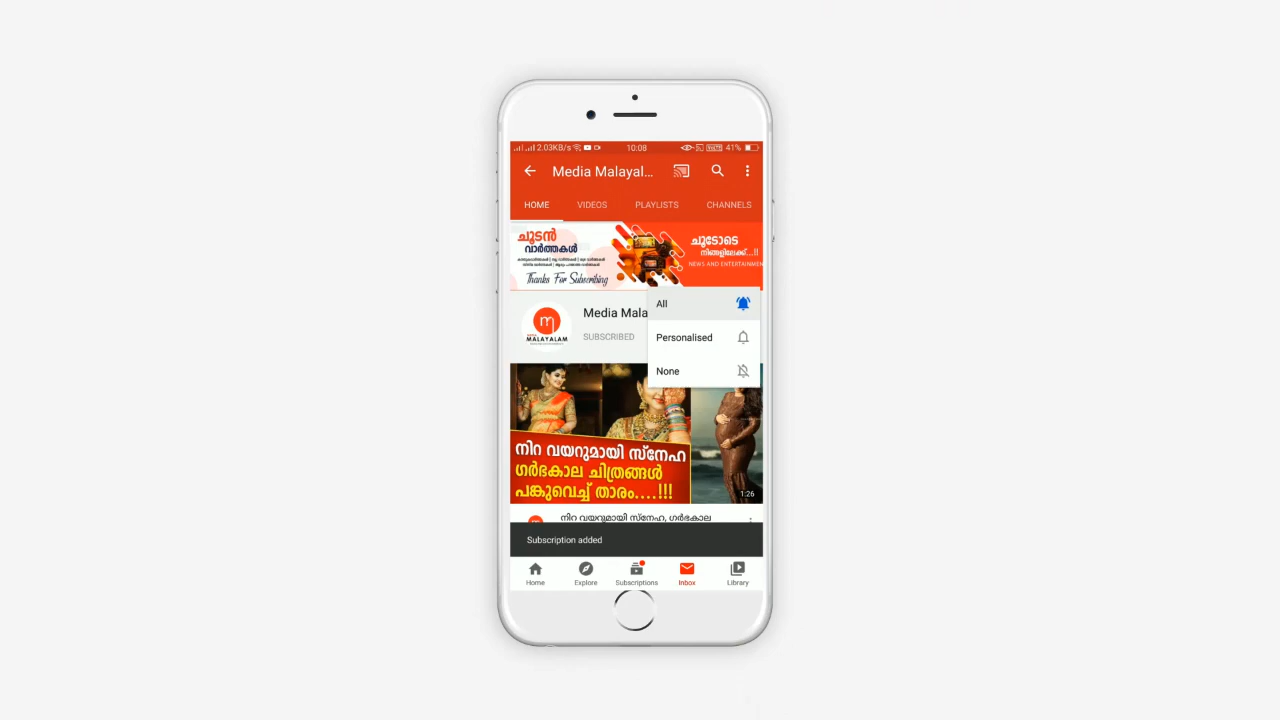 2.03KB/s 10:08 41%
Media Malayal...
HOME VIDEOS PLAYLISTS CHANNELS
ചൂടൻ
വാർത്തകൾ
Thanks For Subscribing
ചൂടോടെ
നിങ്ങളിലേക്ക്...!!
NEWS AND ENTERTAINMEN
All
Media Mala
Personalised
SUBSCRIBED
MALAYALAM
None
നിറ വയറുമായി സ്നേഹ
ഗർഭകാല ചിത്രങ്ങൾ
പങ്കുവെച്ച് താരം....!!!
1:26
നിറ വയറുമായി സ്നേഹ, ഗർഭകാല
Subscription added
Home Explore Subscriptions Inbox Library